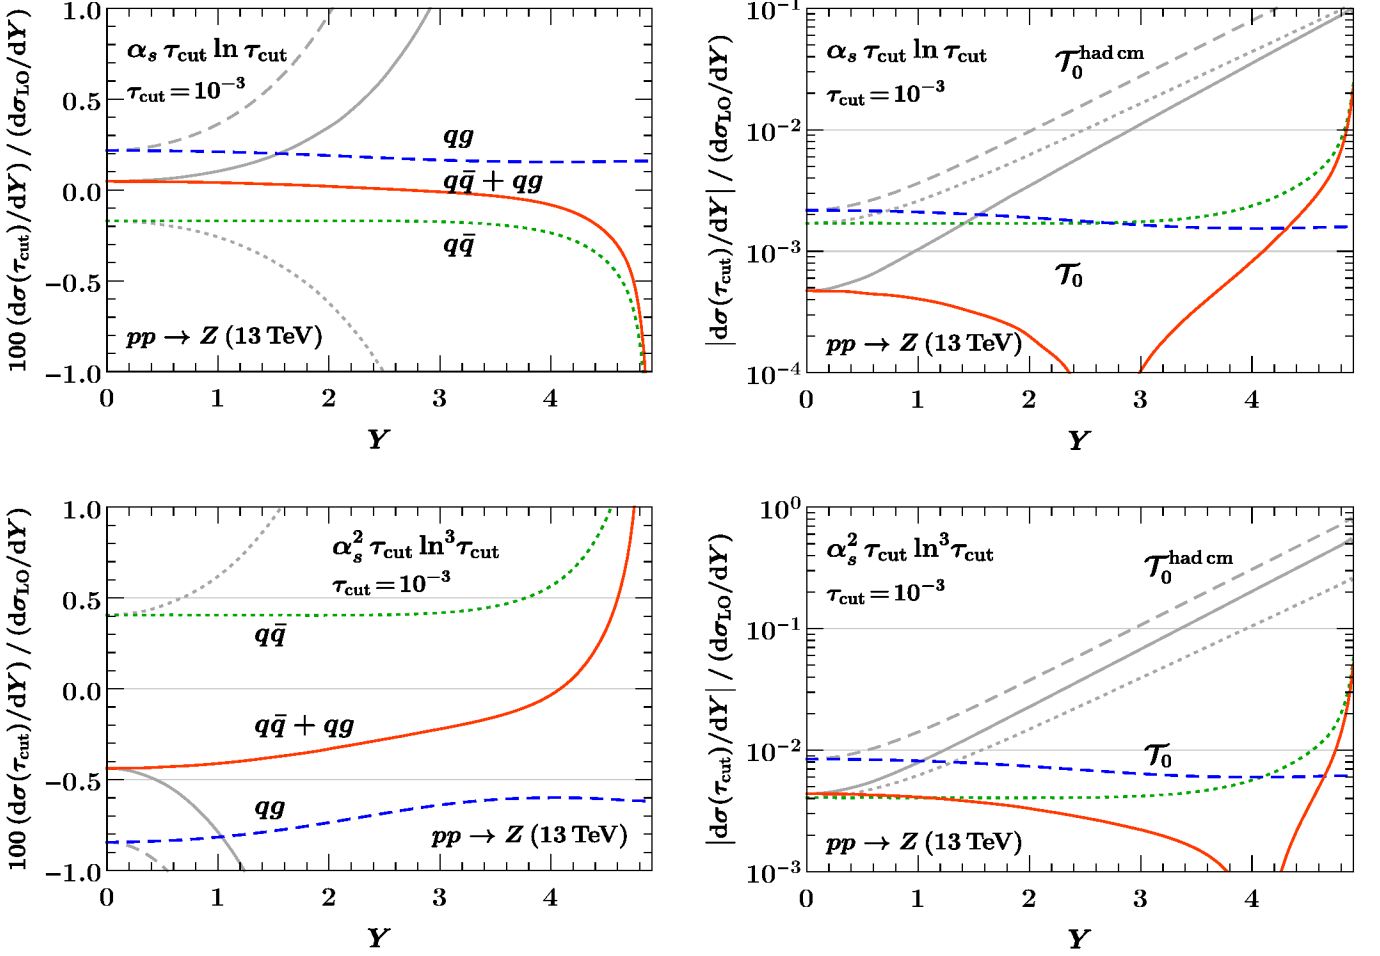 100 (dσ(τcut)/dY) / (dσLO/dY)
1.0
0.5
0.0
−0.5
−1.0
αs τcut ln τcut
τcut = 10−3
qg
qq̄ + qg
qq̄
pp → Z (13 TeV)
0 1 2 3 4
Y
|dσ(τcut)/dY| / (dσLO/dY)
10−1
10−2
10−3
10−4
αs τcut ln τcut
τcut = 10−3
T0had cm
T0
pp → Z (13 TeV)
0 1 2 3 4
Y
100 (dσ(τcut)/dY) / (dσLO/dY)
1.0
0.5
0.0
−0.5
−1.0
αs2 τcut ln3τcut
τcut = 10−3
qq̄
qq̄ + qg
qg
pp → Z (13 TeV)
0 1 2 3 4
Y
|dσ(τcut)/dY| / (dσLO/dY)
100
10−1
10−2
10−3
αs2 τcut ln3τcut
τcut = 10−3
T0had cm
T0
pp → Z (13 TeV)
0 1 2 3 4
Y